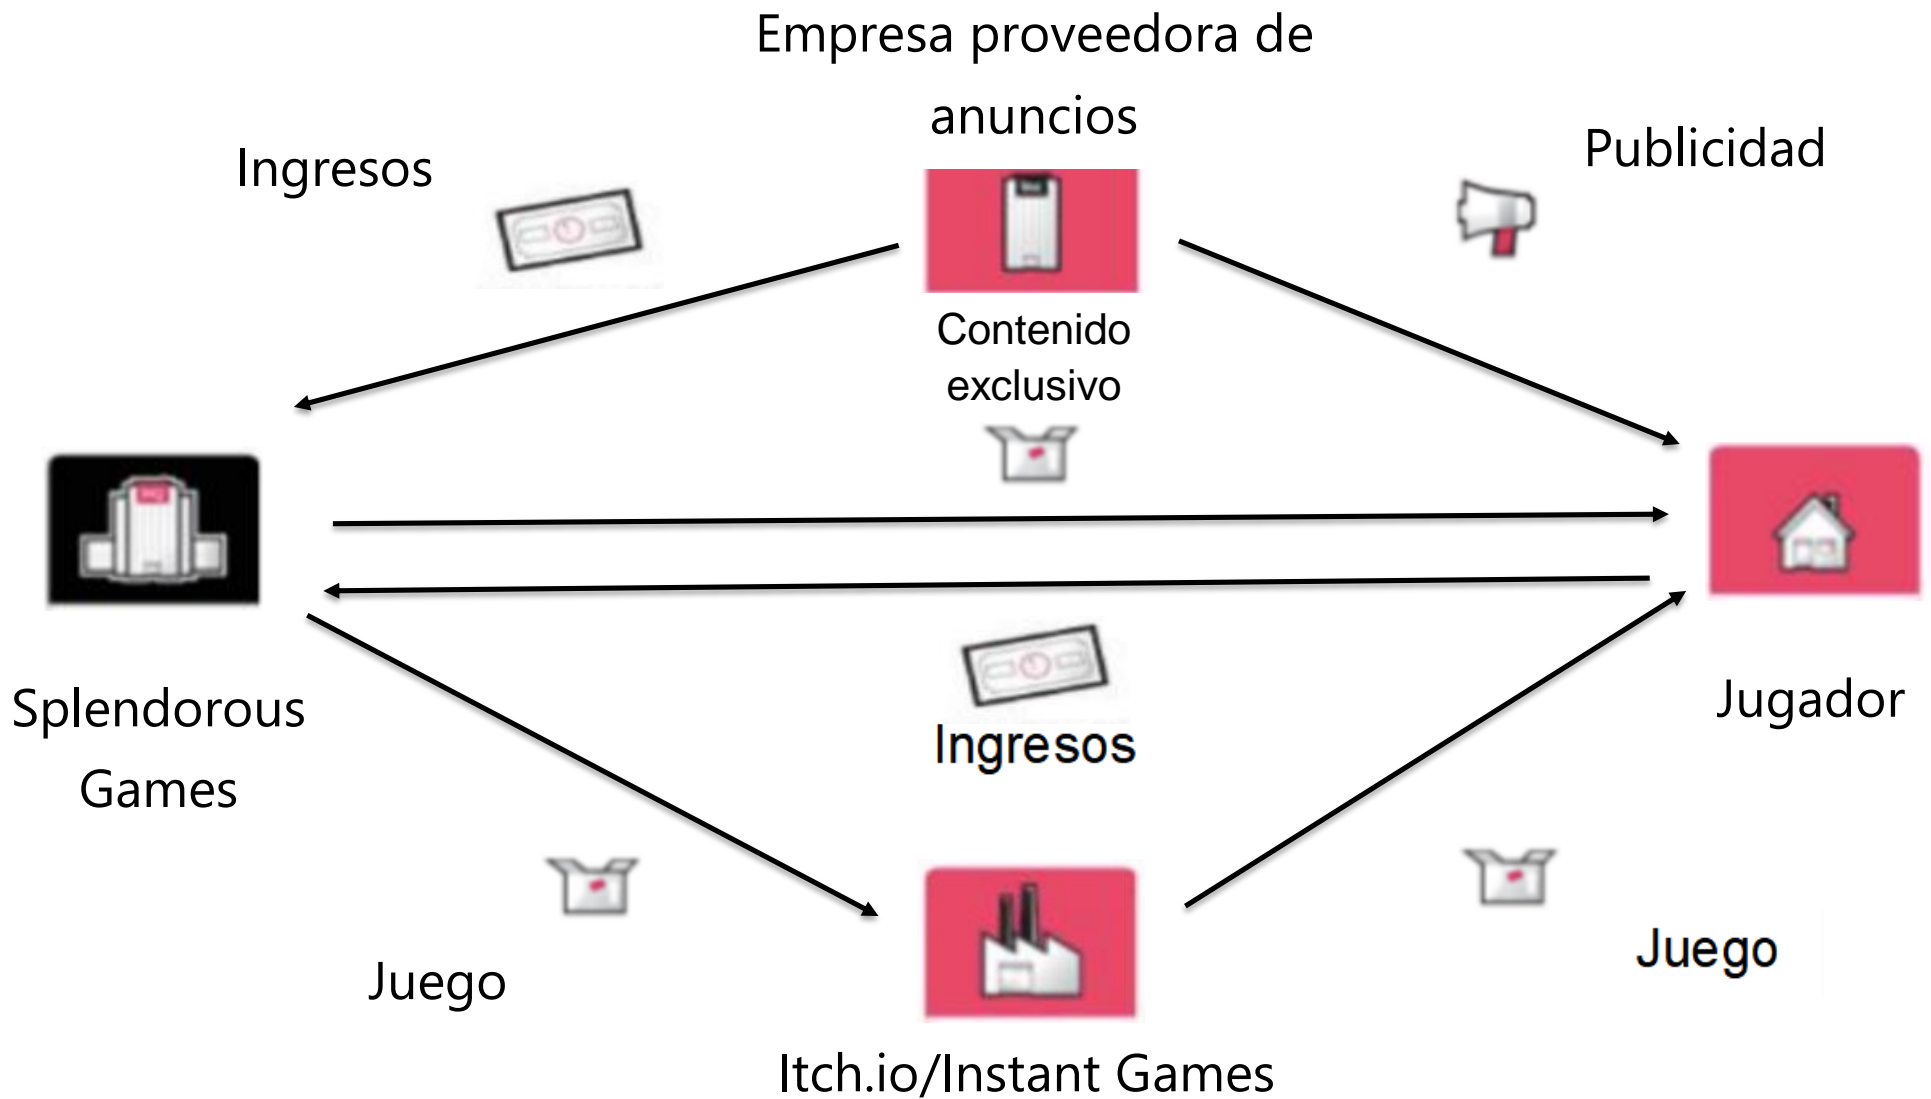 Empresa proveedora de
anuncios
Ingresos
Publicidad
Contenido
exclusivo
Splendorous
Games
Ingresos
Jugador
Juego
Juego
Itch.io/Instant Games